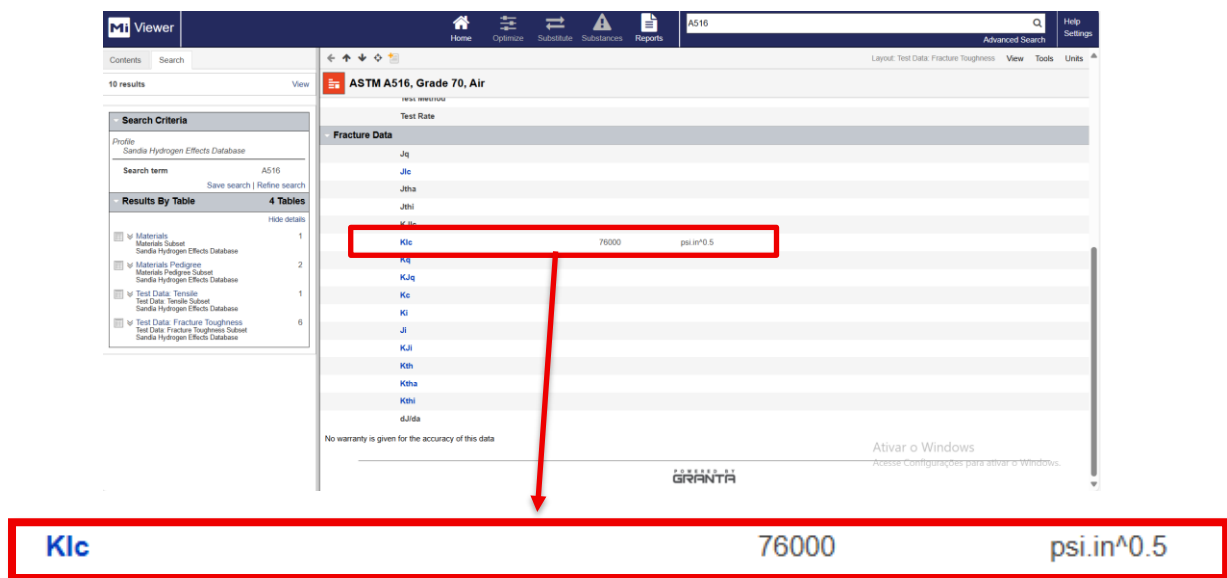 Mi Viewer
Home Optimize Substitute Substances Reports
A516
Advanced Search
Help
Settings
Contents Search
10 results View
Search Criteria
Profile
Sandia Hydrogen Effects Database
Search term A516
Save search | Refine search
Results By Table 4 Tables
Hide details
Materials 1
Materials Subset
Sandia Hydrogen Effects Database
Materials Pedigree 2
Materials Pedigree Subset
Sandia Hydrogen Effects Database
Test Data: Tensile 1
Test Data: Tensile Subset
Sandia Hydrogen Effects Database
Test Data: Fracture Toughness 6
Test Data: Fracture Toughness Subset
Sandia Hydrogen Effects Database
Layout: Test Data: Fracture Toughness View Tools Units
ASTM A516, Grade 70, Air
Test Method
Test Rate
Fracture Data
Jq
JIc
Jtha
Jthi
KJIc
KIc 76000 psi.in^0.5
Kq
KJq
Kc
Ki
Ji
KJi
Kth
Ktha
Kthi
dJ/da
No warranty is given for the accuracy of this data
Ativar o Windows
Acesse Configurações para ativar o Windows.
POWERED BY
GRANTA
KIc 76000 psi.in^0.5